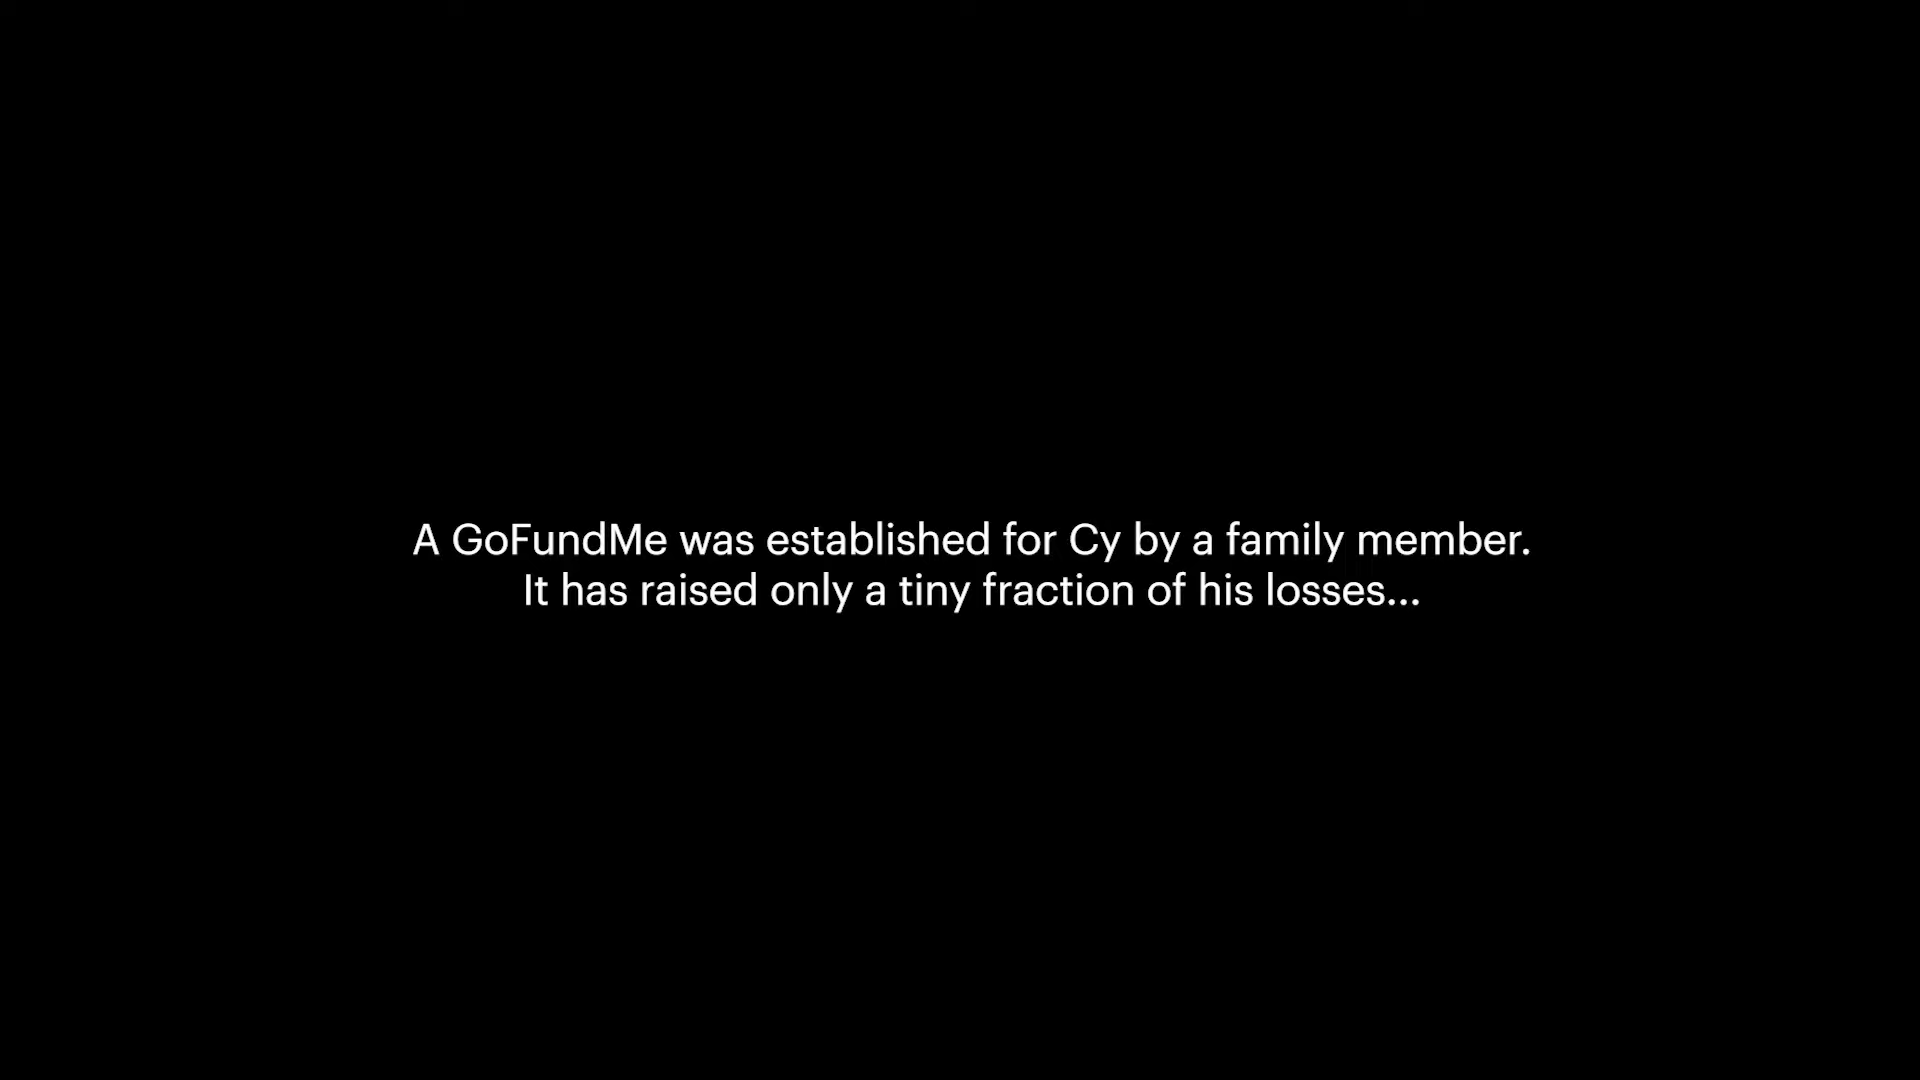 A GoFundMe was established for Cy by a family member.
It has raised only a tiny fraction of his losses...